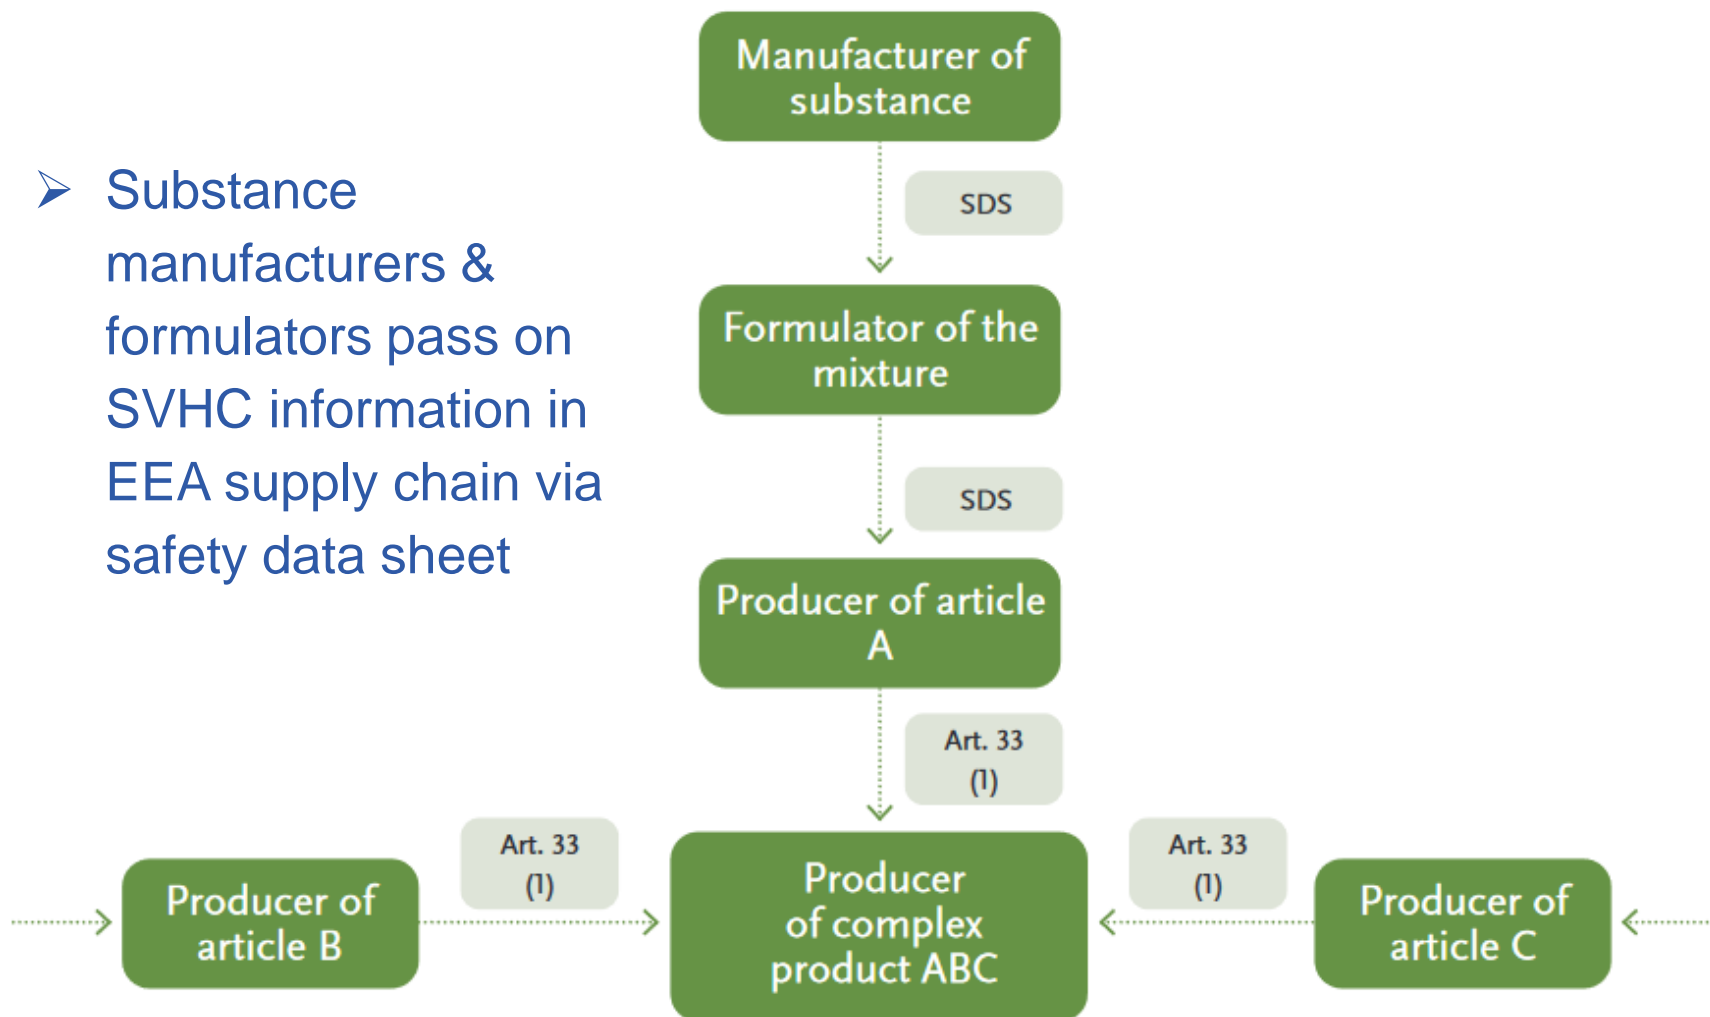 Manufacturer of
substance
➢ Substance
manufacturers &
formulators pass on
SVHC information in
EEA supply chain via
safety data sheet
SDS
Formulator of the
mixture
SDS
Producer of article
A
Art. 33
(1)
Producer of
article B
Art. 33
(1)
Producer
of complex
product ABC
Art. 33
(1)
Producer of
article C